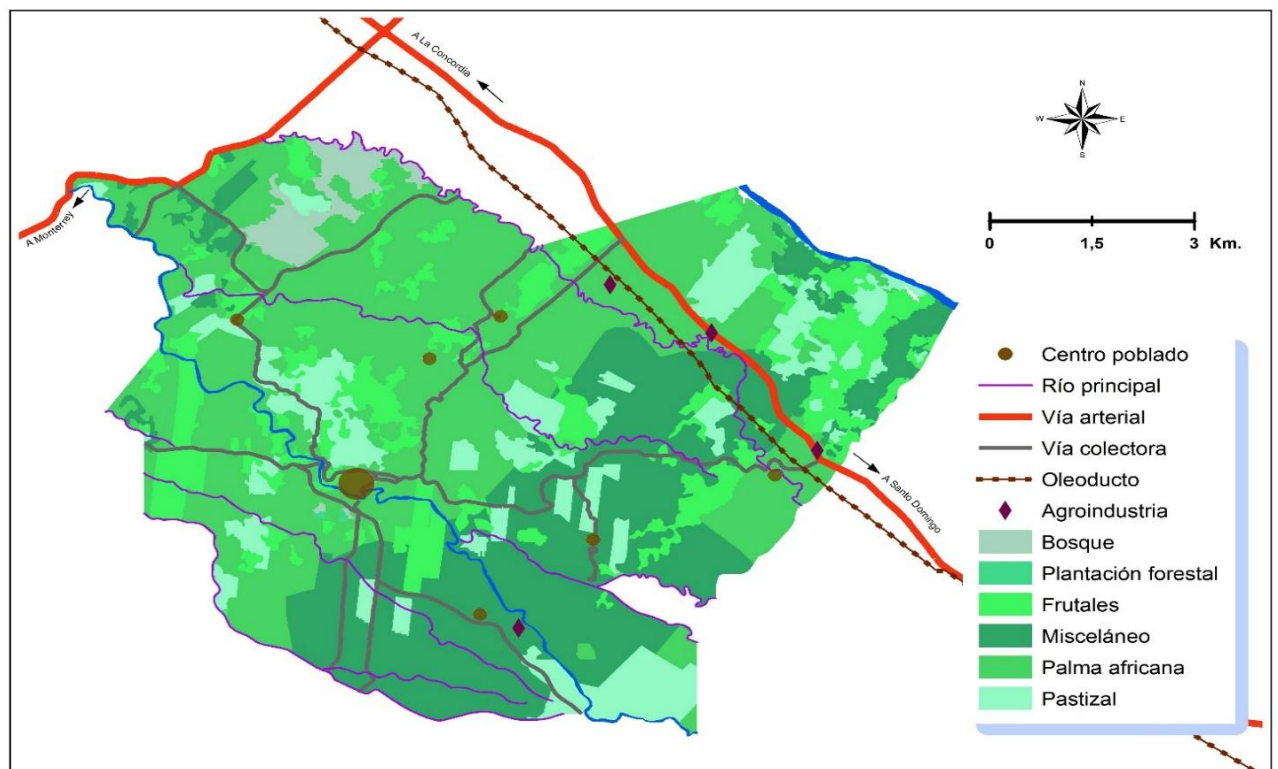 A La Concordia
A Monterrey
A Santo Domingo
N
W E
S
0 1,5 3 Km.
Centro poblado
Río principal
Vía arterial
Vía colectora
Oleoducto
Agroindustria
Bosque
Plantación forestal
Frutales
Misceláneo
Palma africana
Pastizal